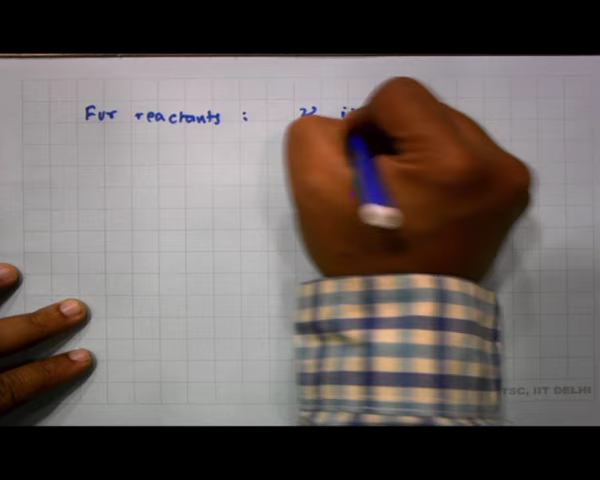 For reactants : ν
TSC, IIT DELHI